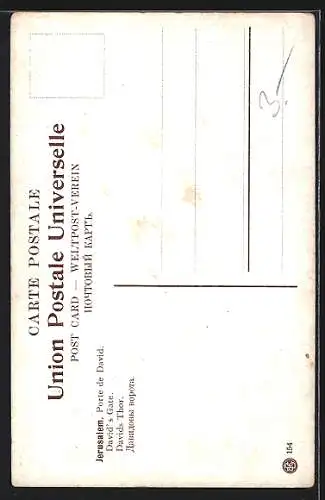 CARTE POSTALE
Union Postale Universelle
POST CARD — WELTPOST-VEREIN
ПОЧТОВЫЙ КАРТЪ.
3.-
Jerusalem. Porte de David.
David's Gate.
Davids Thor.
Давидовы ворота.
154